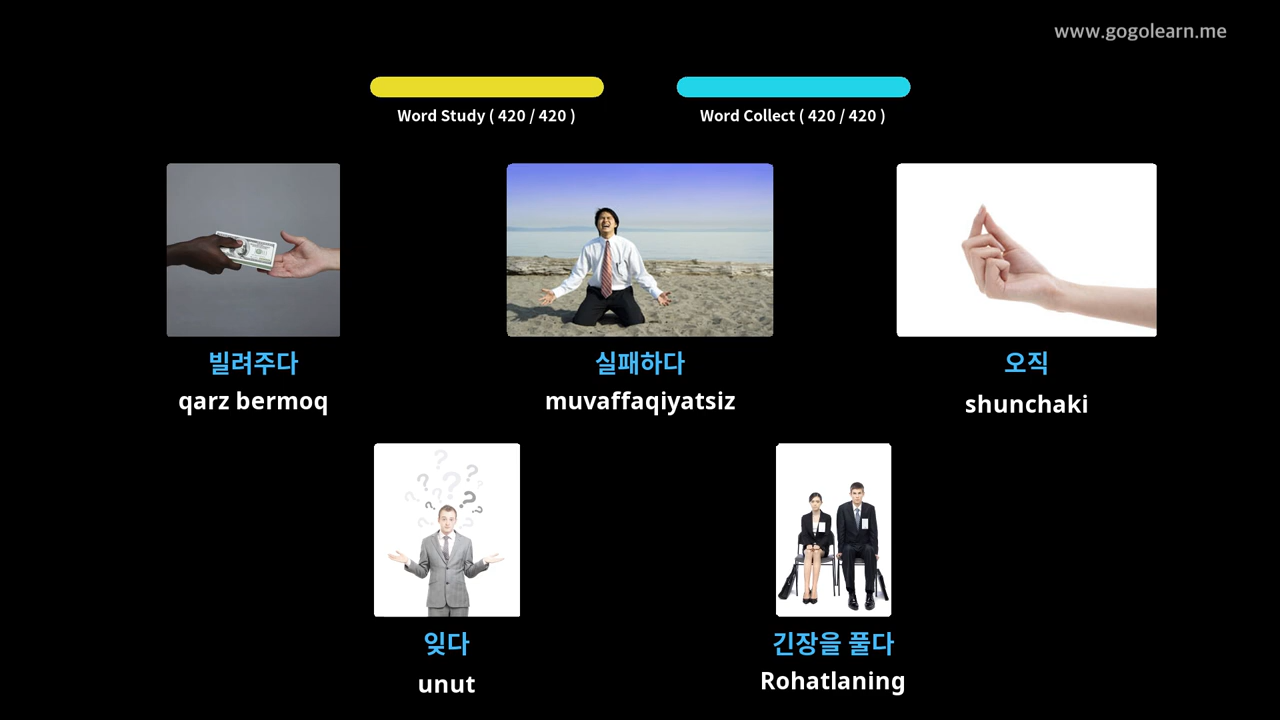 www.gogolearn.me
Word Study ( 420 / 420 )
Word Collect ( 420 / 420 )
빌려주다
qarz bermoq
실패하다
muvaffaqiyatsiz
오직
shunchaki
잊다
unut
긴장을 풀다
Rohatlaning